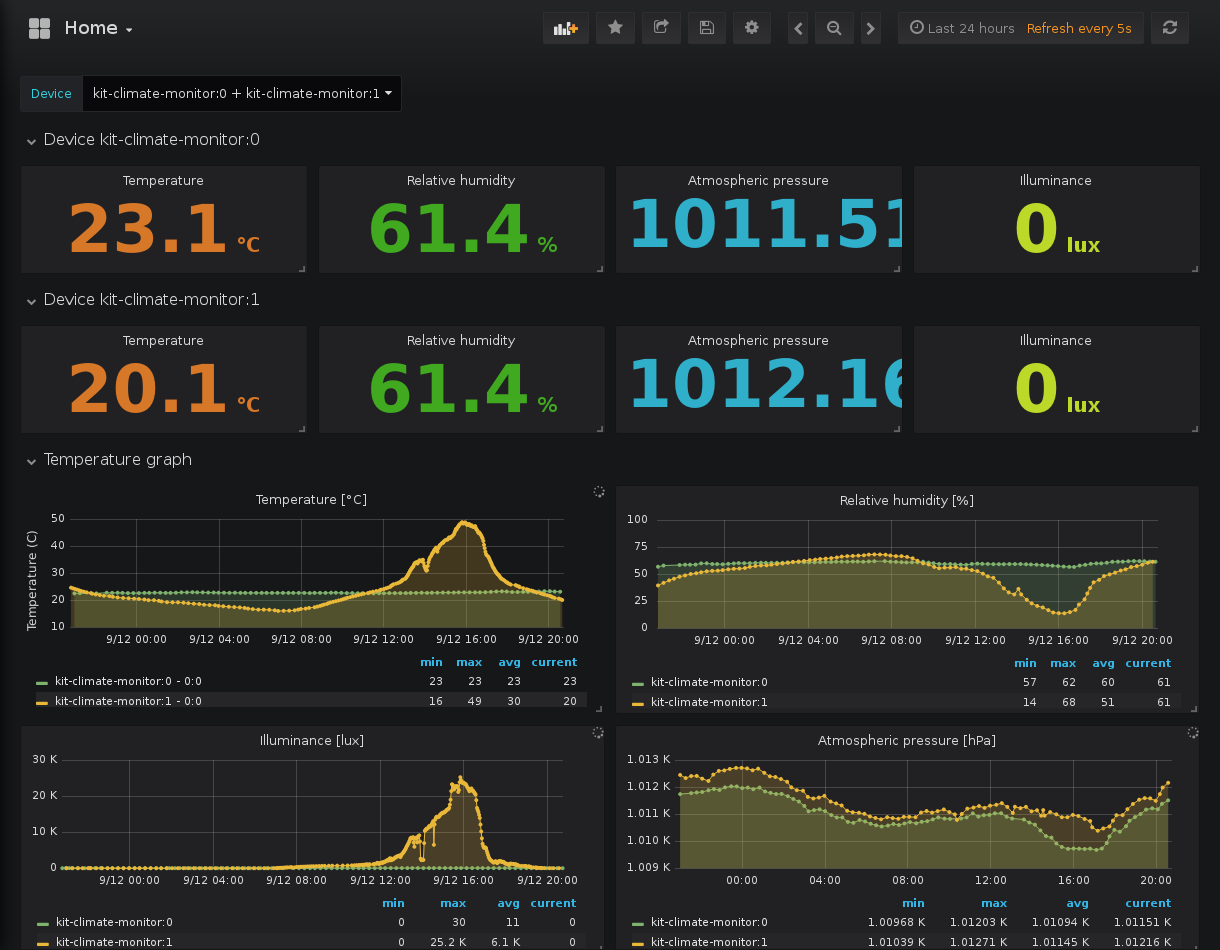 Home
Last 24 hours Refresh every 5s
Device kit-climate-monitor:0 + kit-climate-monitor:1
Device kit-climate-monitor:0
Temperature Relative humidity Atmospheric pressure Illuminance
23.1 °C 61.4 % 1011.51 0 lux
Device kit-climate-monitor:1
Temperature Relative humidity Atmospheric pressure Illuminance
20.1 °C 61.4 % 1012.16 0 lux
Temperature graph
Temperature [°C]
Temperature (C)
50
40
30
20
10
9/12 00:00 9/12 04:00 9/12 08:00 9/12 12:00 9/12 16:00 9/12 20:00
min max avg current
kit-climate-monitor:0 - 0:0 23 23 23 23
kit-climate-monitor:1 - 0:0 16 49 30 20
Relative humidity [%]
100
75
50
25
0
9/12 00:00 9/12 04:00 9/12 08:00 9/12 12:00 9/12 16:00 9/12 20:00
min max avg current
kit-climate-monitor:0 57 62 60 61
kit-climate-monitor:1 14 68 51 61
Illuminance [lux]
30 K
20 K
10 K
0
9/12 00:00 9/12 04:00 9/12 08:00 9/12 12:00 9/12 16:00 9/12 20:00
min max avg current
kit-climate-monitor:0 0 30 11 0
kit-climate-monitor:1 0 25.2 K 6.1 K 0
Atmospheric pressure [hPa]
1.013 K
1.012 K
1.011 K
1.010 K
1.009 K
00:00 04:00 08:00 12:00 16:00 20:00
min max avg current
kit-climate-monitor:0 1.00968 K 1.01203 K 1.01094 K 1.01151 K
kit-climate-monitor:1 1.01039 K 1.01271 K 1.01145 K 1.01216 K